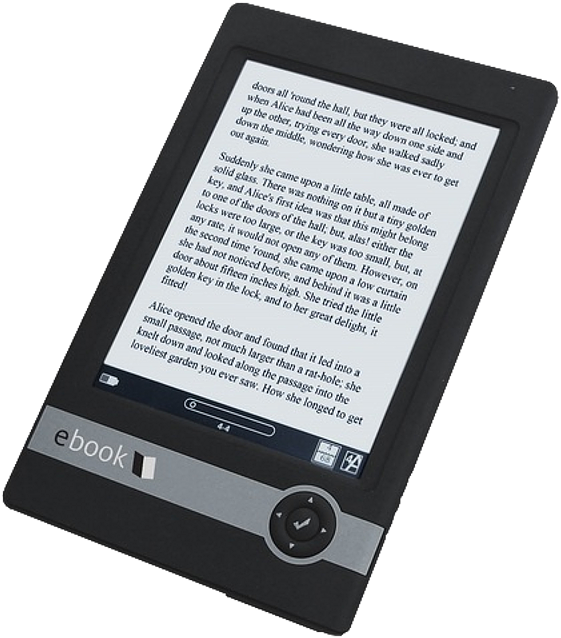 doors all 'round the hall, but they were all locked; and
when Alice had been all the way down one side and
up the other, trying every door, she walked sadly
down the middle, wondering how she was ever to get
out again.
Suddenly she came upon a little table, all made of
solid glass. There was nothing on it but a tiny golden
key, and Alice's first idea was that this might belong
to one of the doors of the hall; but, alas! either the
locks were too large, or the key was too small, but, at
any rate, it would not open any of them. However, on
the second time 'round, she came upon a low curtain
she had not noticed before, and behind it was a little
door about fifteen inches high. She tried the little
golden key in the lock, and to her great delight, it
fitted!
Alice opened the door and found that it led into a
small passage, not much larger than a rat-hole; she
knelt down and looked along the passage into the
loveliest garden you ever saw. How she longed to get
4-4
4
68
ebook